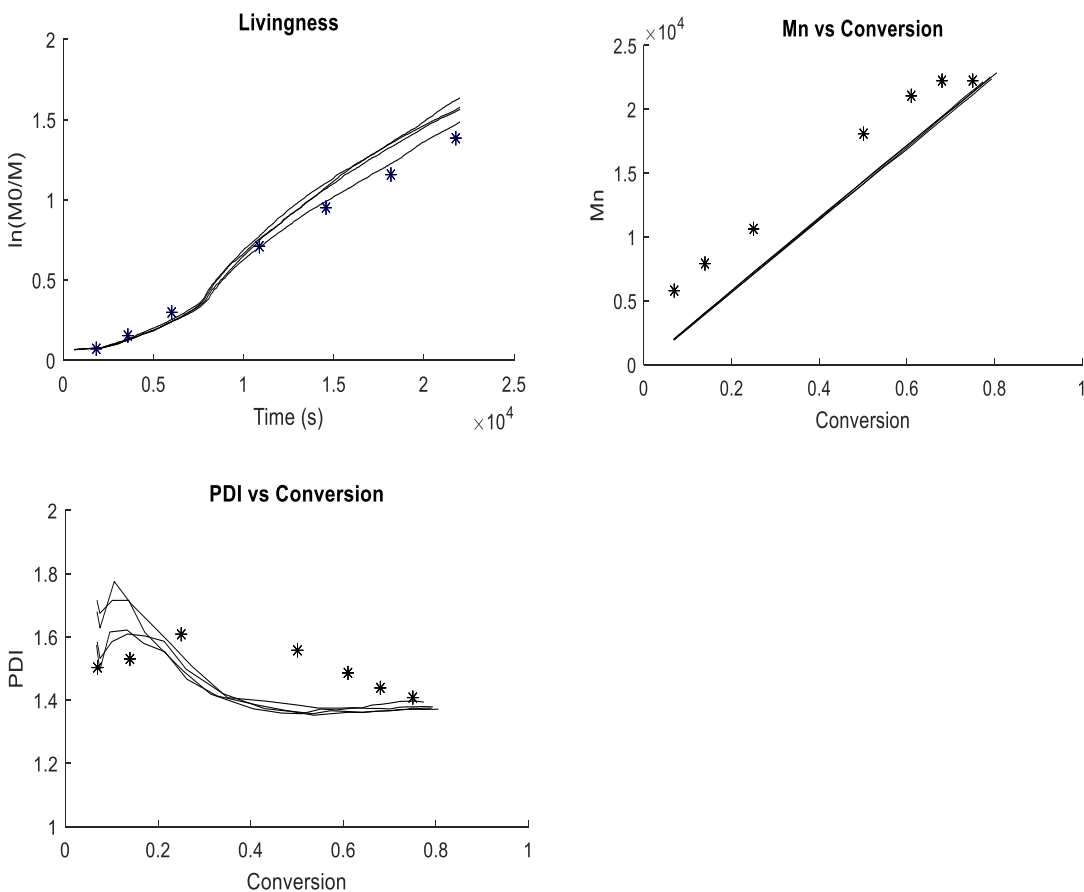 Livingness
2
1.5
1
0.5
0
ln(M0/M)
0 0.5 1 1.5 2 2.5
Time (s)
×10^4
Mn vs Conversion
×10^4
2.5
2
1.5
1
0.5
0
Mn
0 0.2 0.4 0.6 0.8 1
Conversion
PDI vs Conversion
2
1.8
1.6
1.4
1.2
1
PDI
0 0.2 0.4 0.6 0.8 1
Conversion